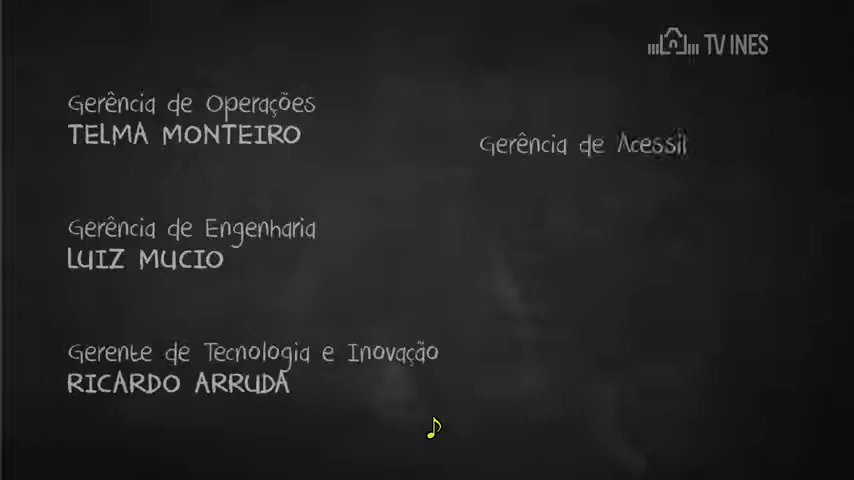 TV INES
Gerência de Operações
TELMA MONTEIRO
Gerência de Acessil
Gerência de Engenharia
LUIZ MUCIO
Gerente de Tecnologia e Inovação
RICARDO ARRUDA
♪